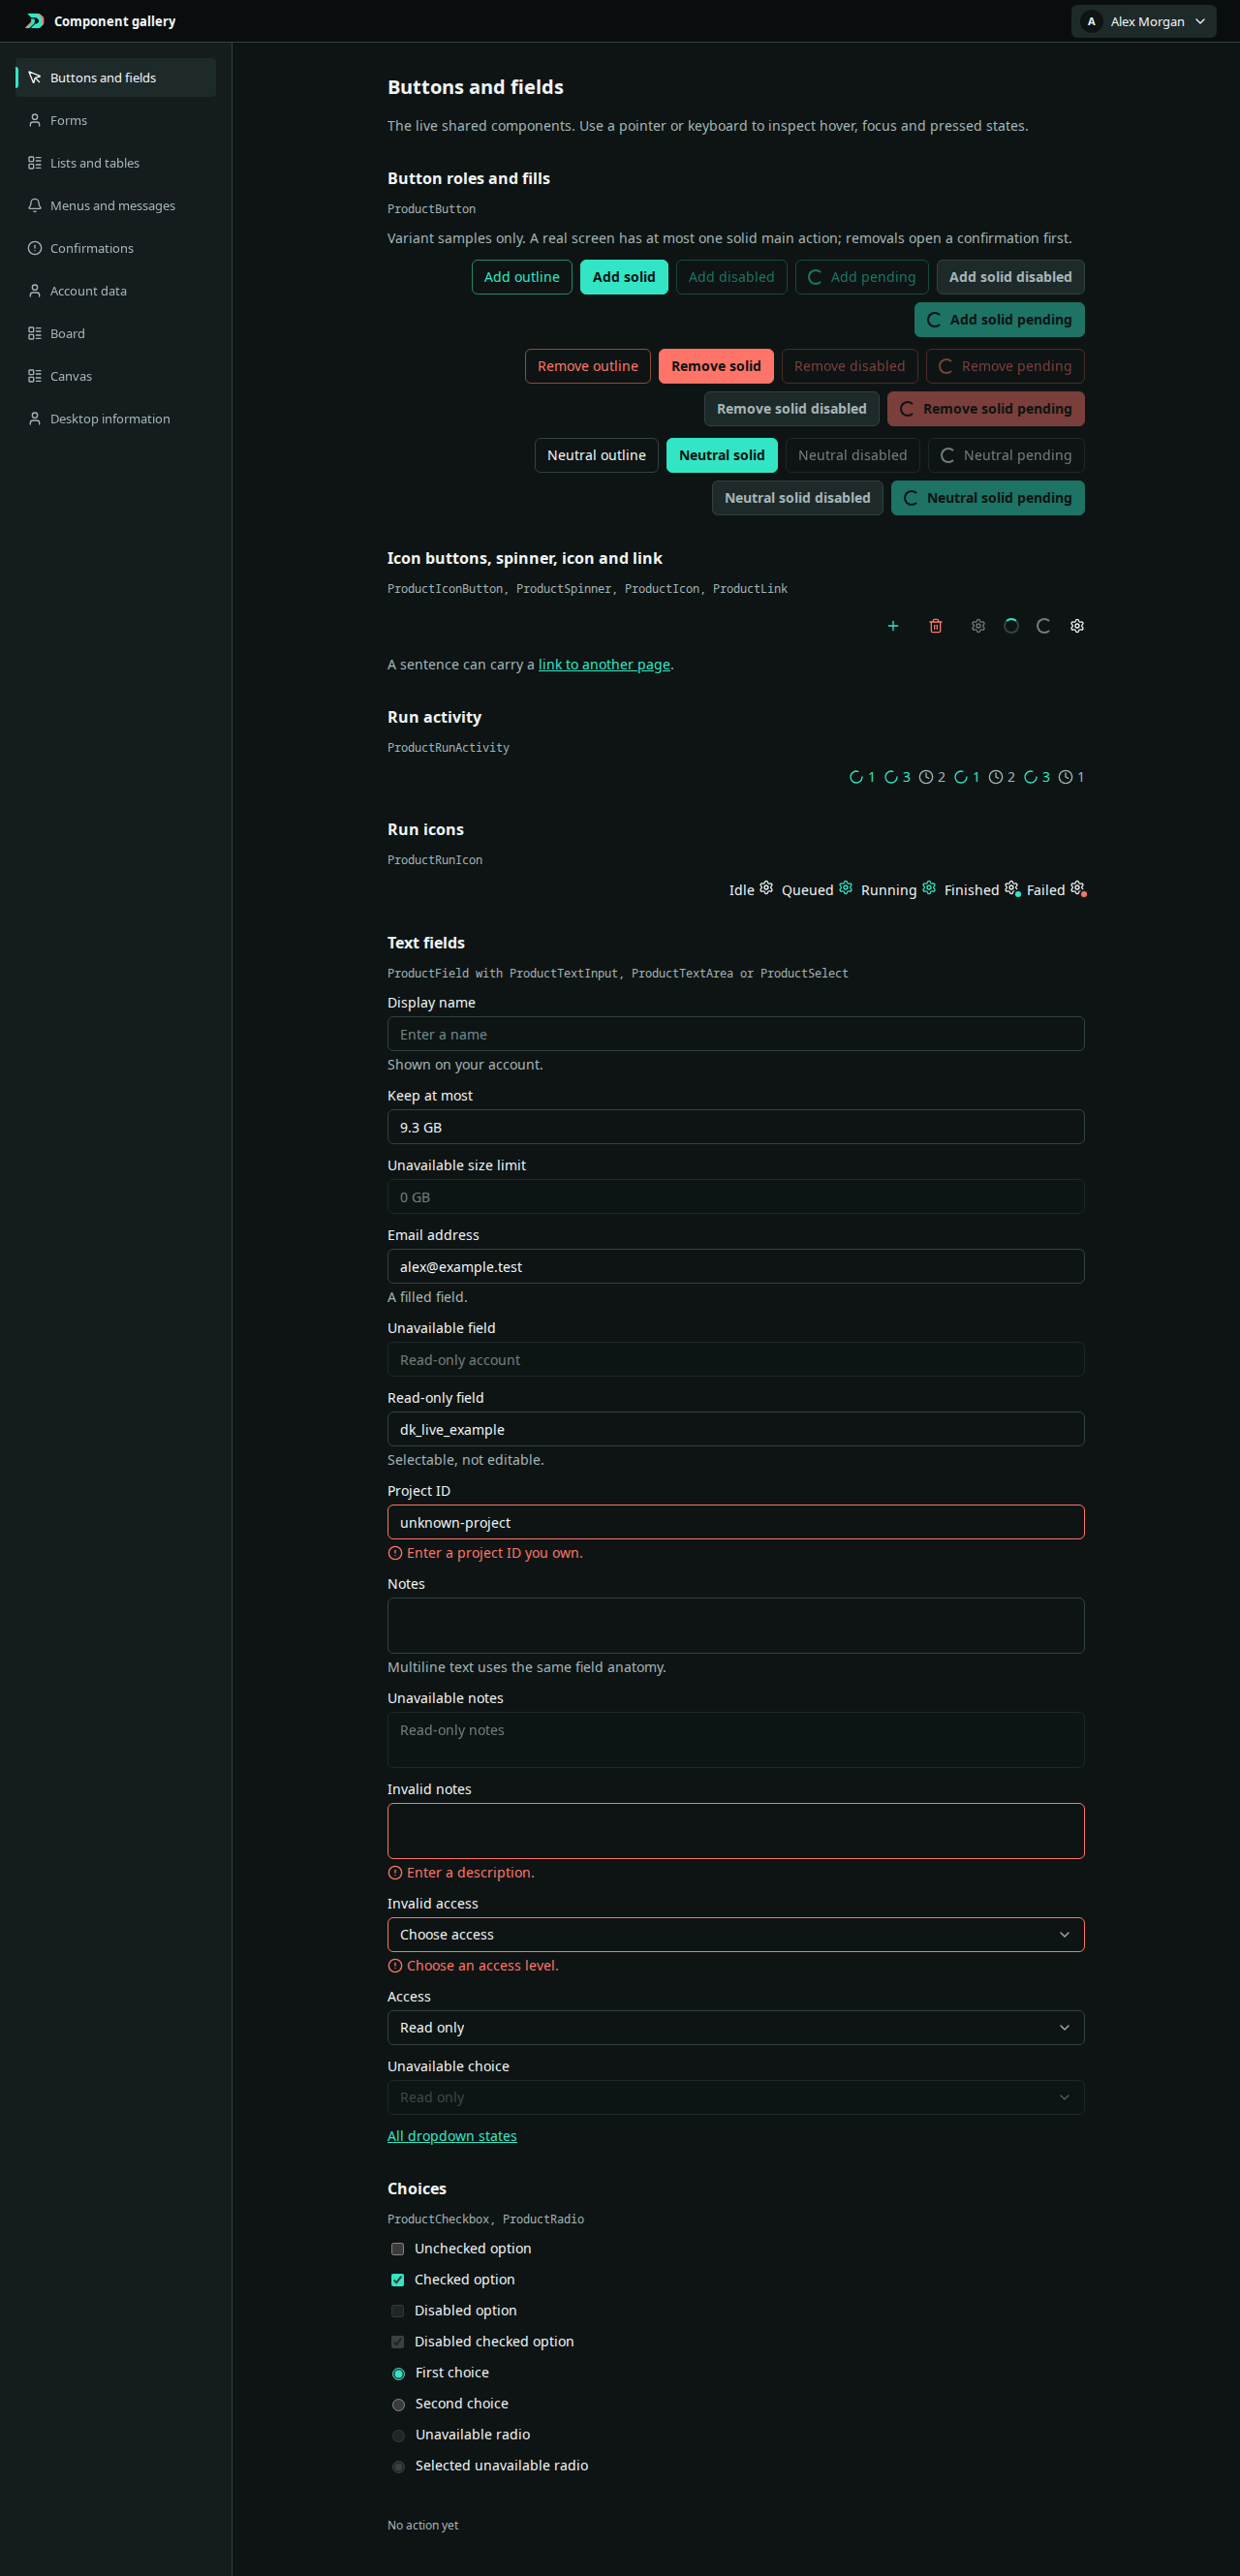 Component gallery
A
Alex Morgan
Buttons and fields
Forms
Lists and tables
Menus and messages
Confirmations
Account data
Board
Canvas
Desktop information
Buttons and fields
The live shared components. Use a pointer or keyboard to inspect hover, focus and pressed states.
Button roles and fills
ProductButton
Variant samples only. A real screen has at most one solid main action; removals open a confirmation first.
Add outline Add solid Add disabled Add pending Add solid disabled
Add solid pending
Remove outline Remove solid Remove disabled Remove pending
Remove solid disabled Remove solid pending
Neutral outline Neutral solid Neutral disabled Neutral pending
Neutral solid disabled Neutral solid pending
Icon buttons, spinner, icon and link
ProductIconButton, ProductSpinner, ProductIcon, ProductLink
A sentence can carry a link to another page.
Run activity
ProductRunActivity
1 3 2 1 2 3 1
Run icons
ProductRunIcon
Idle Queued Running Finished Failed
Text fields
ProductField with ProductTextInput, ProductTextArea or ProductSelect
Display name
Enter a name
Shown on your account.
Keep at most
9.3 GB
Unavailable size limit
0 GB
Email address
alex@example.test
A filled field.
Unavailable field
Read-only account
Read-only field
dk_live_example
Selectable, not editable.
Project ID
unknown-project
Enter a project ID you own.
Notes
Multiline text uses the same field anatomy.
Unavailable notes
Read-only notes
Invalid notes
Enter a description.
Invalid access
Choose access
Choose an access level.
Access
Read only
Unavailable choice
Read only
All dropdown states
Choices
ProductCheckbox, ProductRadio
Unchecked option
Checked option
Disabled option
Disabled checked option
First choice
Second choice
Unavailable radio
Selected unavailable radio
No action yet